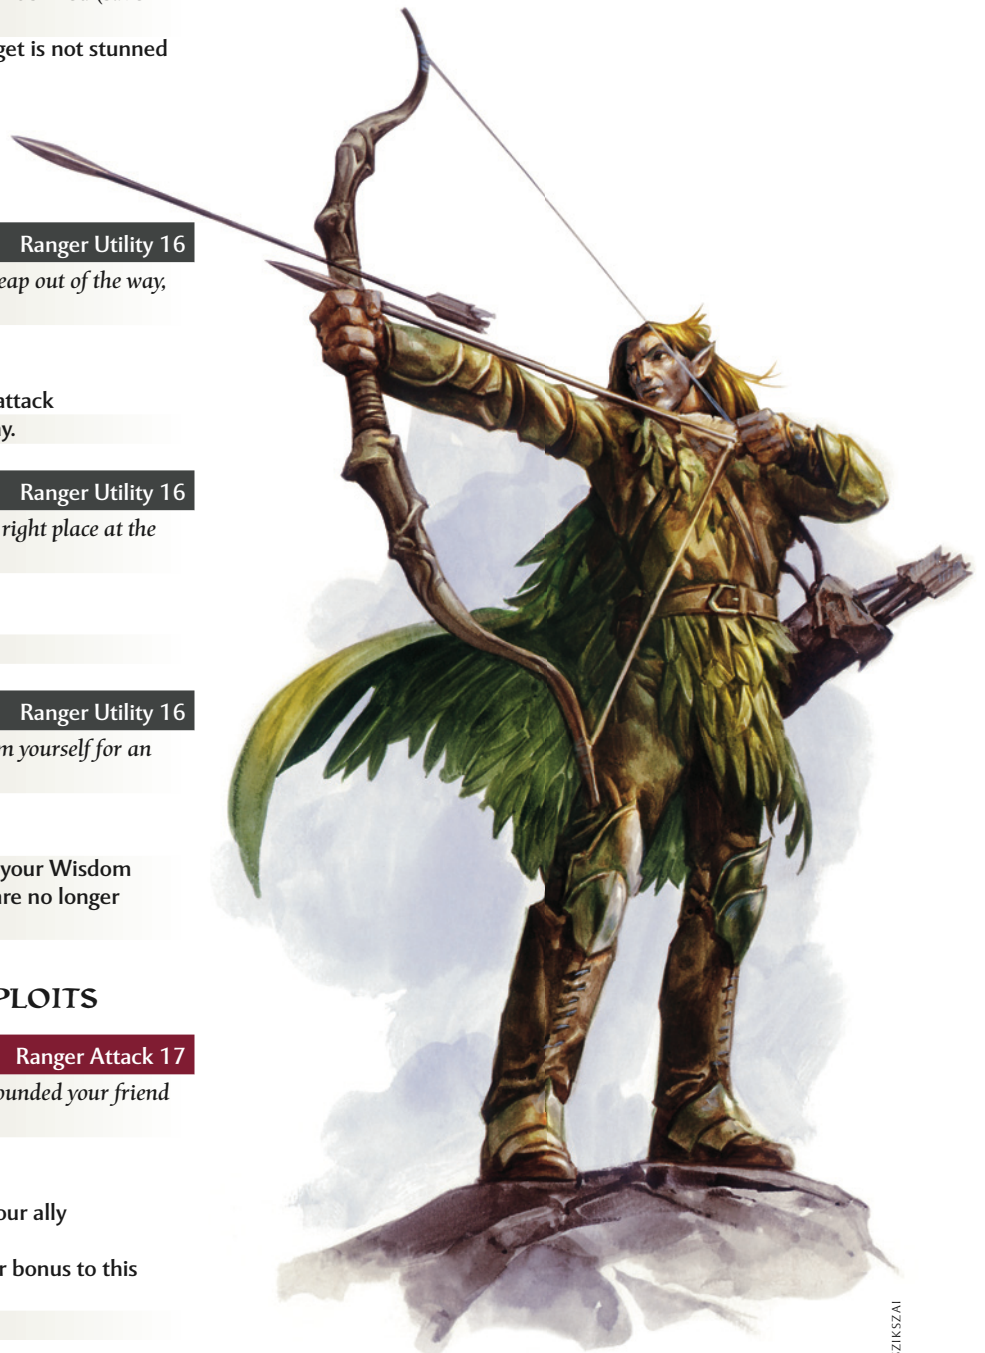 get is not stunned
Ranger Utility 16
eap out of the way,
attack
y.
Ranger Utility 16
right place at the
Ranger Utility 16
n yourself for an
your Wisdom
are no longer
PLOITS
Ranger Attack 17
ounded your friend
our ally
r bonus to this
ZIKSZAI